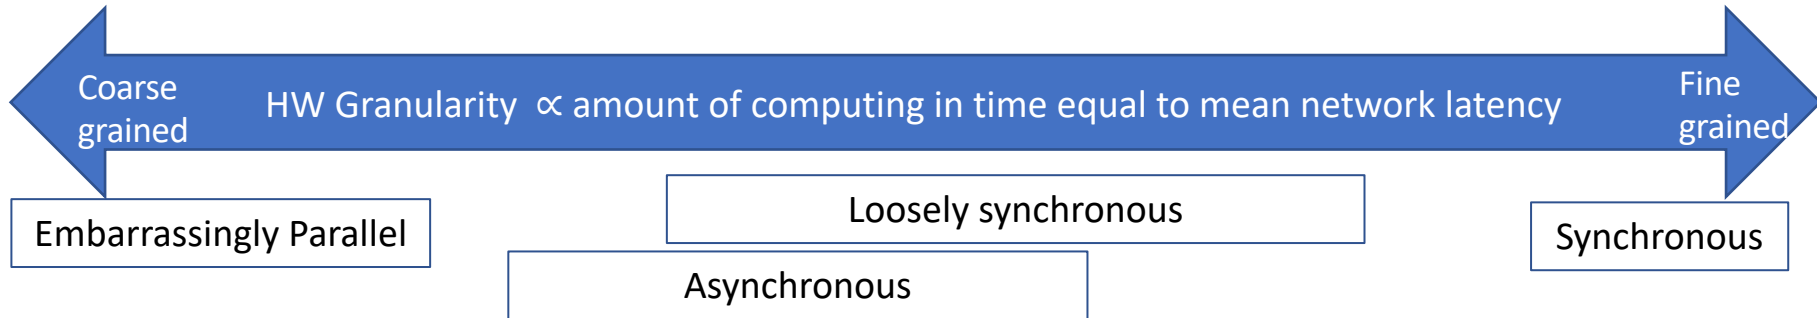 Coarse
grained
HW Granularity ∝ amount of computing in time equal to mean network latency
Fine
grained
Loosely synchronous
Embarrassingly Parallel
Synchronous
Asynchronous